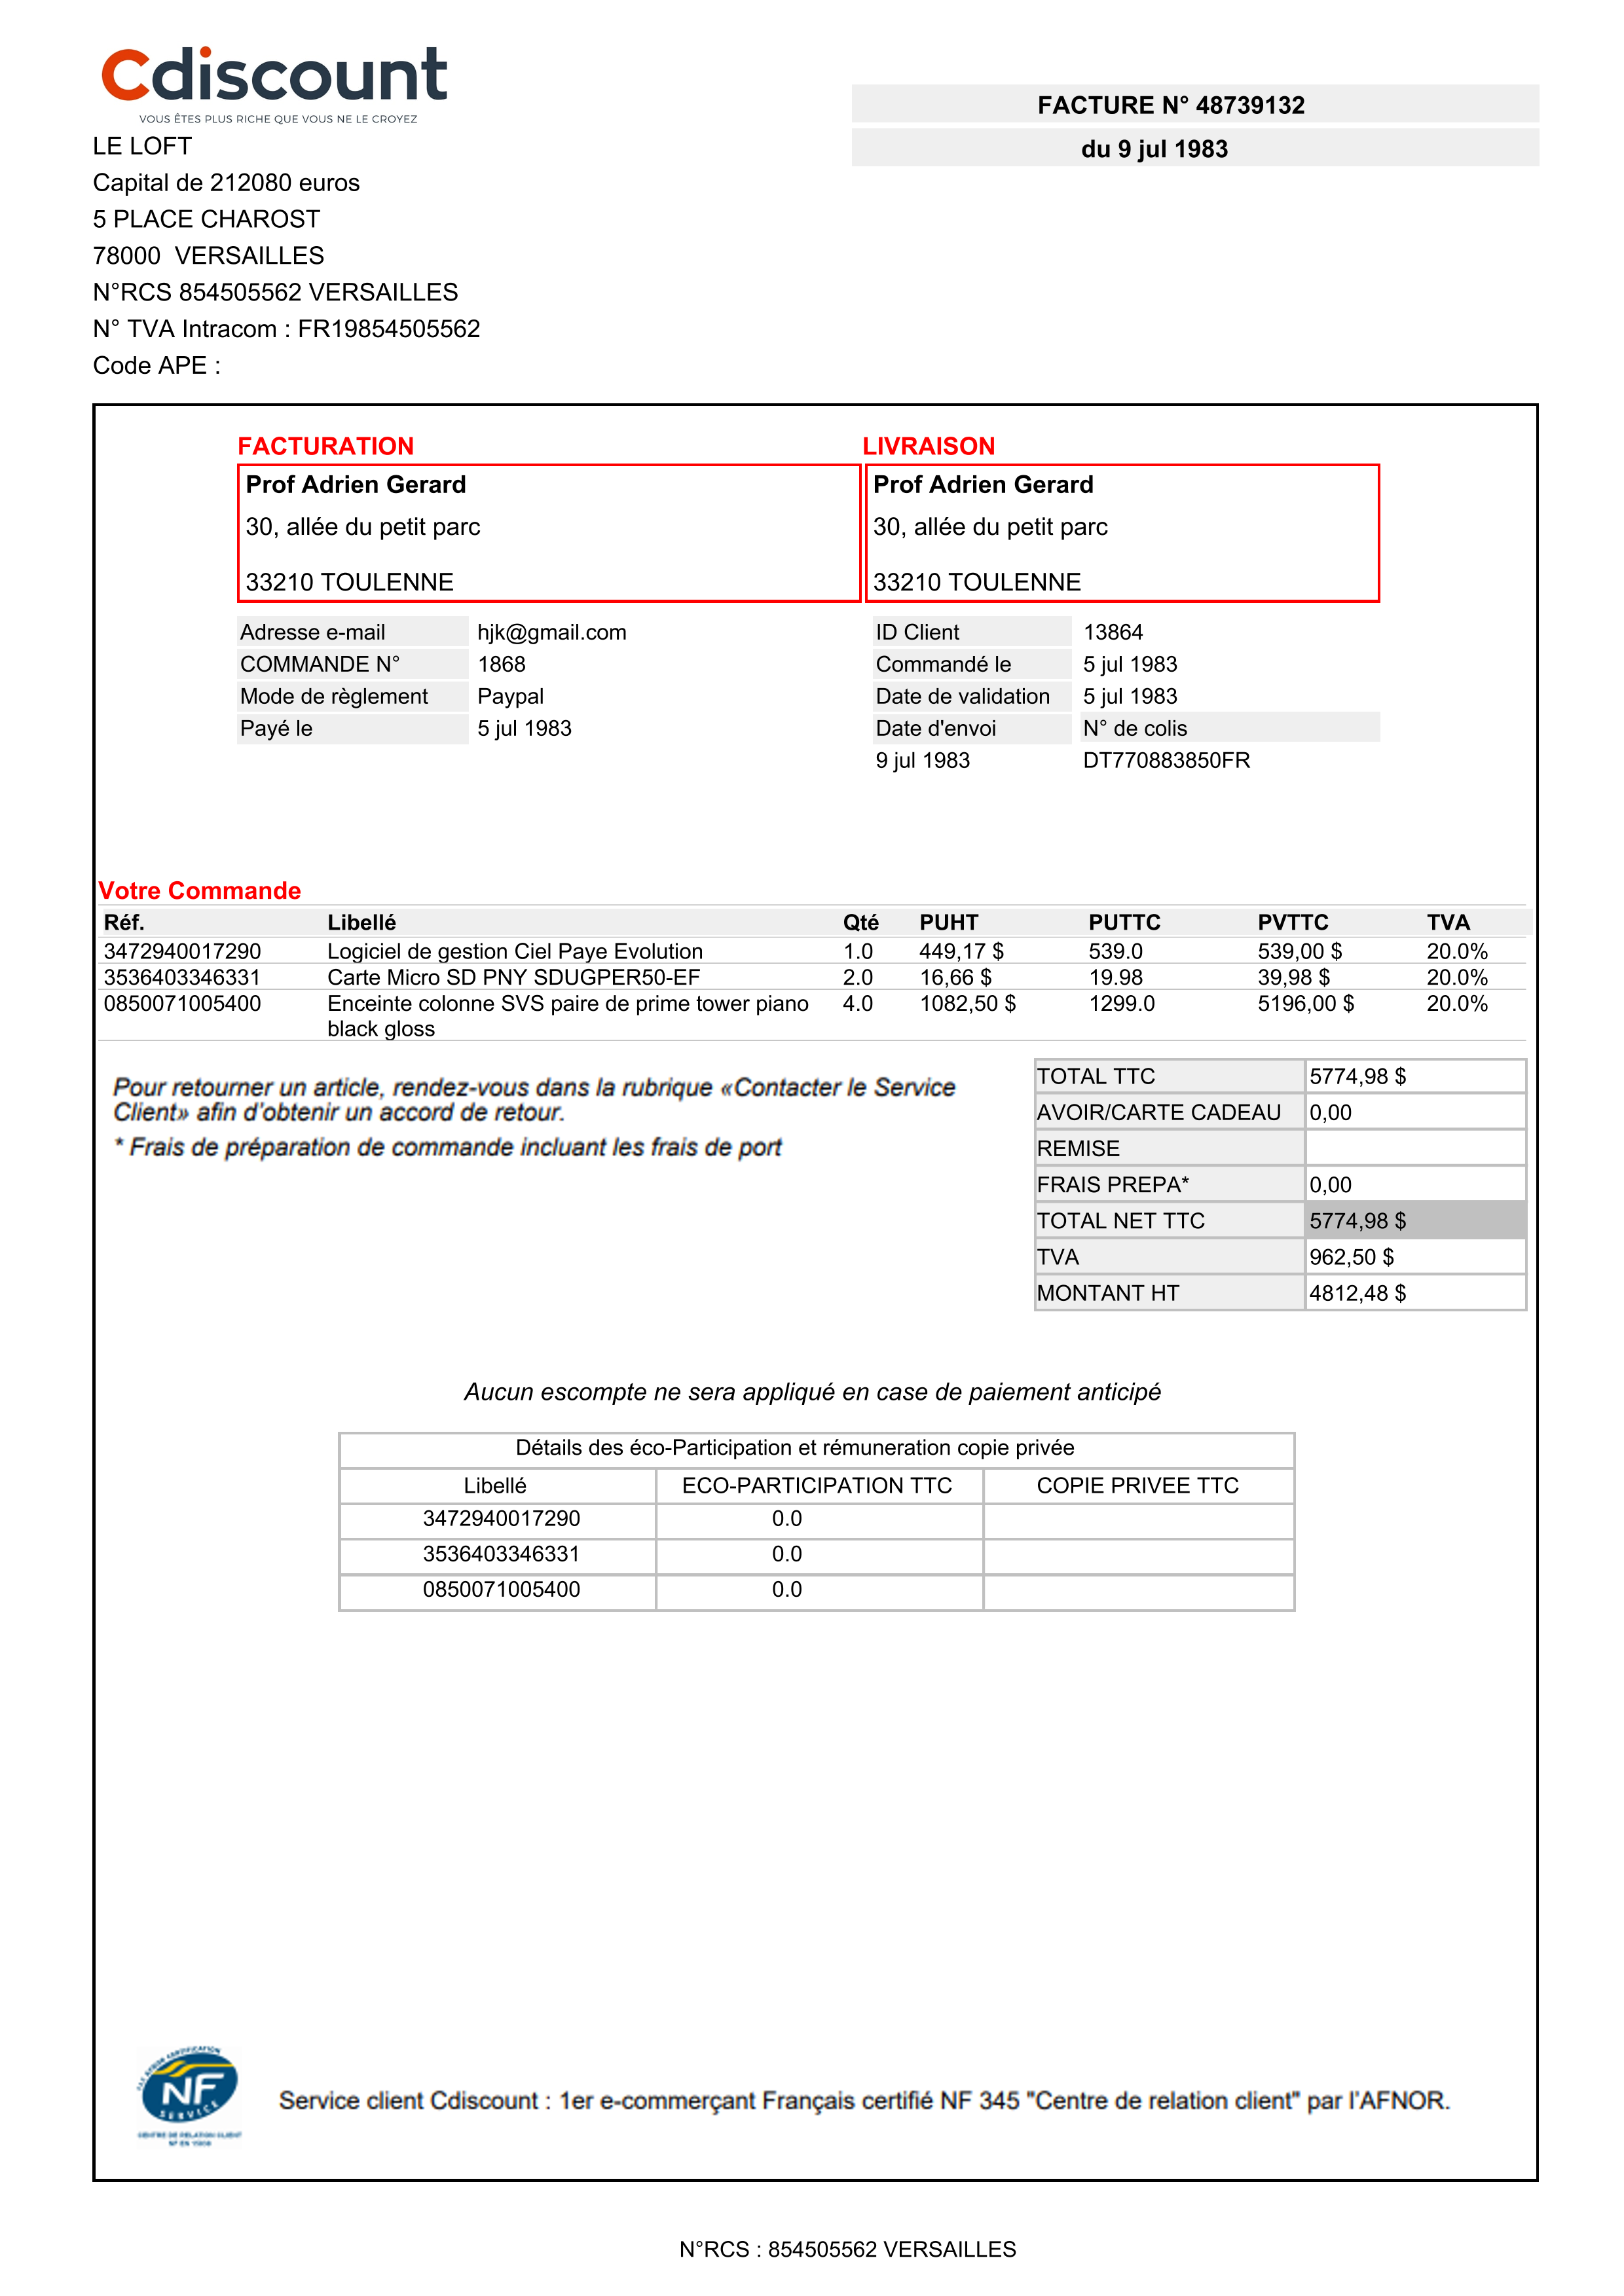 Cdiscount
VOUS ÊTES PLUS RICHE QUE VOUS NE LE CROYEZ
FACTURE N° 48739132
du 9 jul 1983
LE LOFT
Capital de 212080 euros
5 PLACE CHAROST
78000 VERSAILLES
N°RCS 854505562 VERSAILLES
N° TVA Intracom : FR19854505562
Code APE :
FACTURATION
Prof Adrien Gerard
30, allée du petit parc
33210 TOULENNE
LIVRAISON
Prof Adrien Gerard
30, allée du petit parc
33210 TOULENNE
Adresse e-mail hjk@gmail.com
COMMANDE N° 1868
Mode de règlement Paypal
Payé le 5 jul 1983
ID Client 13864
Commandé le 5 jul 1983
Date de validation 5 jul 1983
Date d'envoi N° de colis
9 jul 1983 DT770883850FR
Votre Commande
Réf. Libellé Qté PUHT PUTTC PVTTC TVA
3472940017290 Logiciel de gestion Ciel Paye Evolution 1.0 449,17 $ 539.0 539,00 $ 20.0%
3536403346331 Carte Micro SD PNY SDUGPER50-EF 2.0 16,66 $ 19.98 39,98 $ 20.0%
0850071005400 Enceinte colonne SVS paire de prime tower piano 4.0 1082,50 $ 1299.0 5196,00 $ 20.0%
black gloss
Pour retourner un article, rendez-vous dans la rubrique «Contacter le Service
Client» afin d'obtenir un accord de retour.
* Frais de préparation de commande incluant les frais de port
TOTAL TTC 5774,98 $
AVOIR/CARTE CADEAU 0,00
REMISE
FRAIS PREPA* 0,00
TOTAL NET TTC 5774,98 $
TVA 962,50 $
MONTANT HT 4812,48 $
Aucun escompte ne sera appliqué en case de paiement anticipé
Détails des éco-Participation et rémuneration copie privée
Libellé ECO-PARTICIPATION TTC COPIE PRIVEE TTC
3472940017290 0.0
3536403346331 0.0
0850071005400 0.0
NF
SERVICE
CENTRE DE RELATION CLIENT
Service client Cdiscount : 1er e-commerçant Français certifié NF 345 "Centre de relation client" par l'AFNOR.
N°RCS : 854505562 VERSAILLES